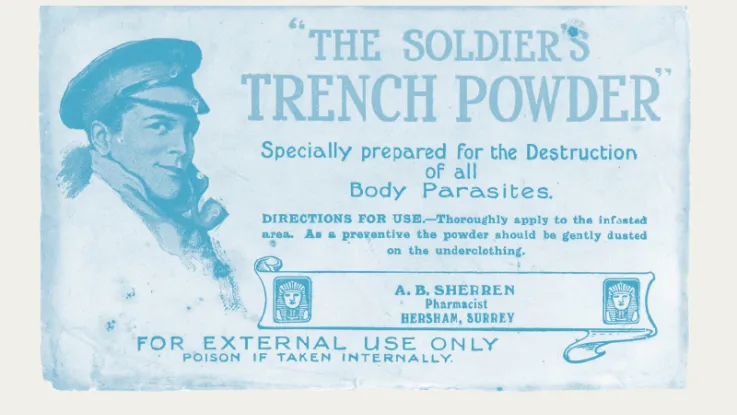 "THE SOLDIER'S
TRENCH POWDER"
Specially prepared for the Destruction
of all
Body Parasites.
DIRECTIONS FOR USE.—Thoroughly apply to the infested
area. As a preventive the powder should be gently dusted
on the underclothing.
A. B. SHERREN
Pharmacist
HERSHAM, SURREY
FOR EXTERNAL USE ONLY
POISON IF TAKEN INTERNALLY.